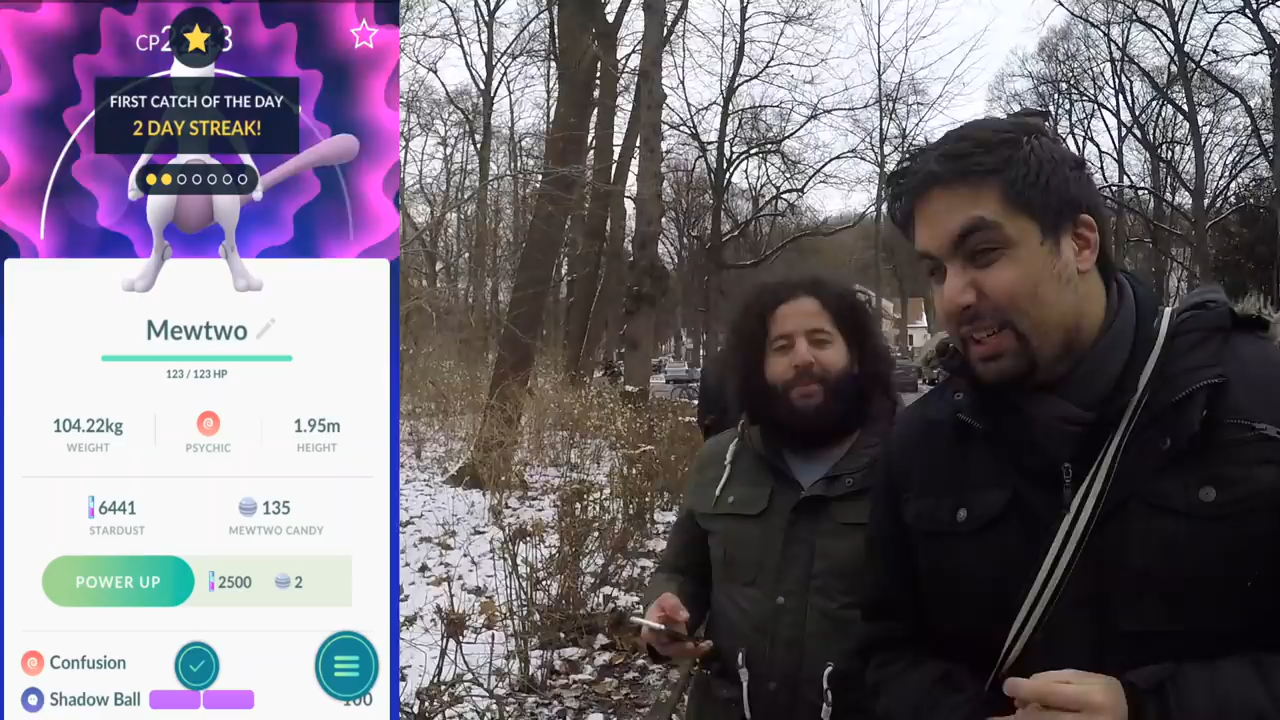 CP
FIRST CATCH OF THE DAY
2 DAY STREAK!
Mewtwo
123 / 123 HP
104.22kg
WEIGHT
PSYCHIC
1.95m
HEIGHT
6441
STARDUST
135
MEWTWO CANDY
POWER UP
2500
2
Confusion
Shadow Ball
100